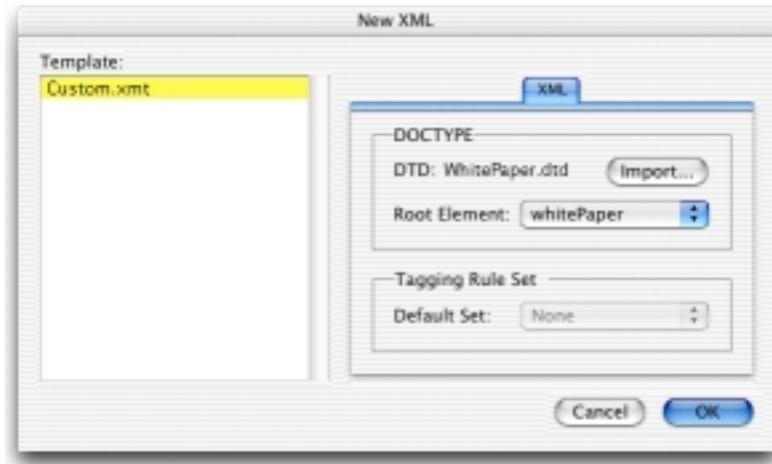 New XML
Template:
Custom.xmt
XML
DOCTYPE
DTD: WhitePaper.dtd
Import...
Root Element:
whitePaper
Tagging Rule Set
Default Set:
None
Cancel
OK